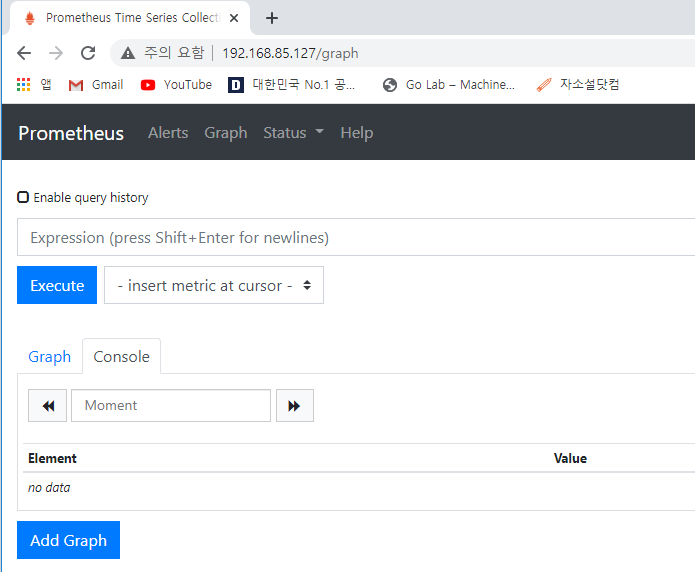 Prometheus Time Series Collecti
주의 요함 192.168.85.127/graph
앱 Gmail YouTube 대한민국 No.1 공... Go Lab – Machine... 자소설닷컴
Prometheus Alerts Graph Status Help
Enable query history
Expression (press Shift+Enter for newlines)
Execute - insert metric at cursor -
Graph Console
Moment
Element Value
no data
Add Graph